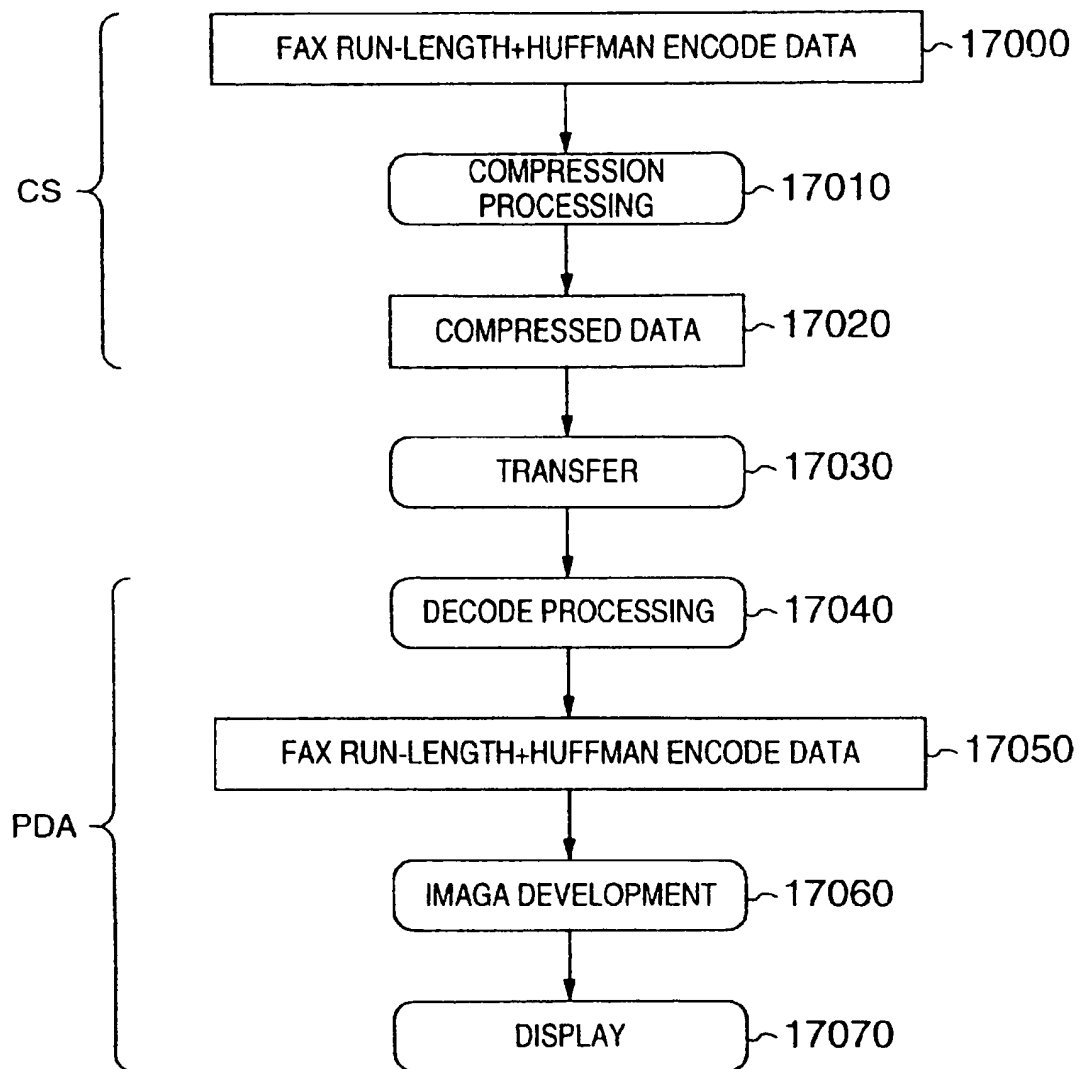 FAX RUN-LENGTH+HUFFMAN ENCODE DATA 17000
CS
COMPRESSION
PROCESSING 17010
COMPRESSED DATA 17020
TRANSFER 17030
DECODE PROCESSING 17040
FAX RUN-LENGTH+HUFFMAN ENCODE DATA 17050
PDA
IMAGA DEVELOPMENT 17060
DISPLAY 17070